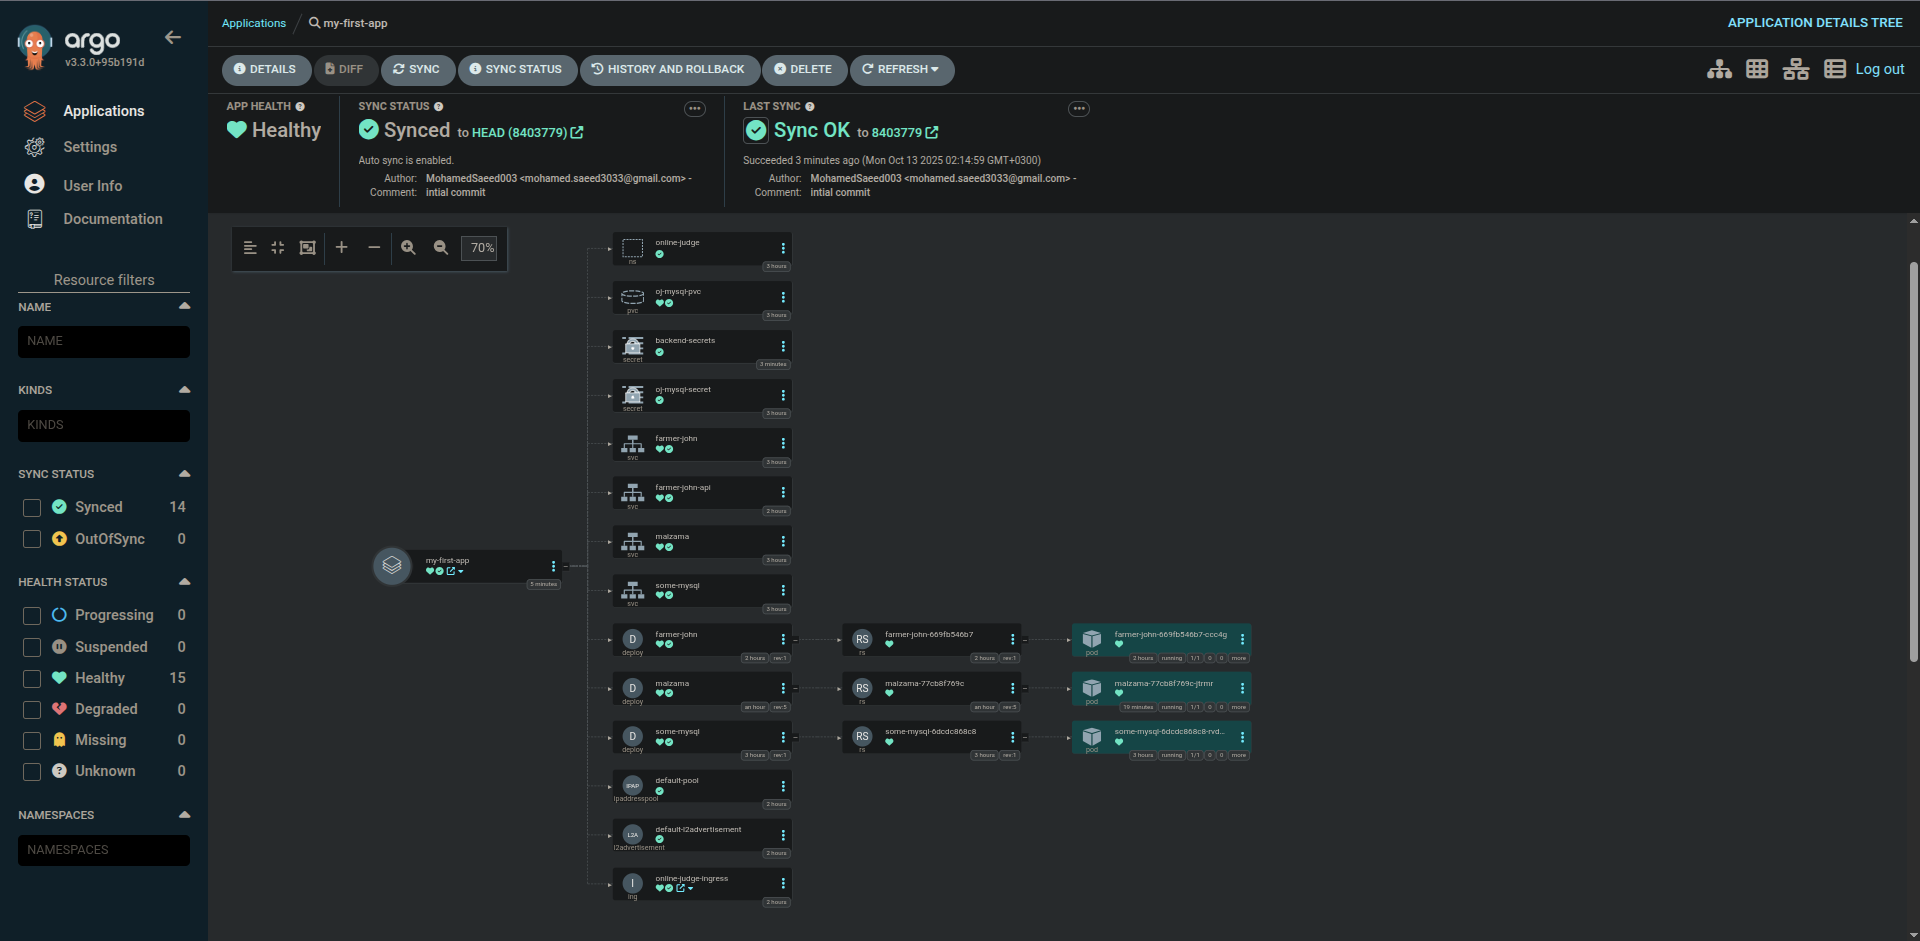 argo
v3.3.0+95b191d
Applications
Settings
User Info
Documentation
Resource filters
NAME
NAME
KINDS
KINDS
SYNC STATUS
Synced 14
OutOfSync 0
HEALTH STATUS
Progressing 0
Suspended 0
Healthy 15
Degraded 0
Missing 0
Unknown 0
NAMESPACES
NAMESPACES
Applications / my-first-app
APPLICATION DETAILS TREE
DETAILS DIFF SYNC SYNC STATUS HISTORY AND ROLLBACK DELETE REFRESH
Log out
APP HEALTH
Healthy
SYNC STATUS
Synced to HEAD (8403779)
Auto sync is enabled.
Author: MohamedSaeed003 <mohamed.saeed3033@gmail.com> -
Comment: intial commit
LAST SYNC
Sync OK to 8403779
Succeeded 3 minutes ago (Mon Oct 13 2025 02:14:59 GMT+0300)
Author: MohamedSaeed003 <mohamed.saeed3033@gmail.com> -
Comment: intial commit
70%
my-first-app
5 minutes
online-judge
ns
3 hours
oj-mysql-pvc
pvc
3 hours
backend-secrets
secret
3 minutes
oj-mysql-secret
secret
3 hours
farmer-john
svc
3 hours
farmer-john-api
svc
2 hours
malzama
svc
3 hours
some-mysql
svc
3 hours
D
farmer-john
deploy
2 hours rev:1
RS
farmer-john-669fb546b7
rs
2 hours rev:1
farmer-john-669fb546b7-ccc4g
pod
2 hours running 1/1 0 0 more
D
malzama
deploy
an hour rev:5
RS
malzama-77cb8f769c
rs
an hour rev:5
malzama-77cb8f769c-jtrmr
pod
19 minutes running 1/1 0 0 more
D
some-mysql
deploy
3 hours rev:1
RS
some-mysql-6dcdc868c8
rs
3 hours rev:1
some-mysql-6dcdc868c8-rvd...
pod
3 hours running 1/1 0 0 more
IPAP
default-pool
ipaddresspool
2 hours
L2A
default-l2advertisement
l2advertisement
2 hours
I
online-judge-ingress
ing
2 hours